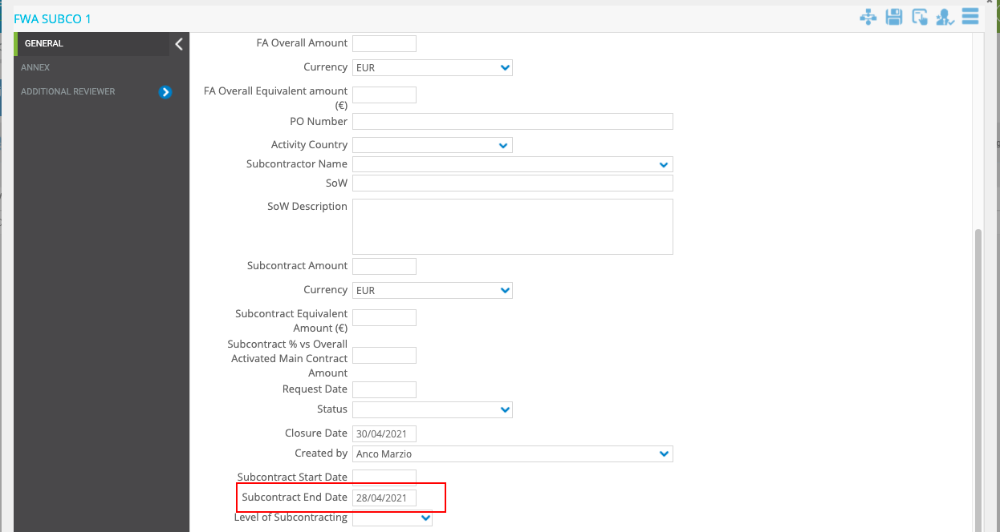 FWA SUBCO 1
GENERAL
ANNEX
ADDITIONAL REVIEWER
FA Overall Amount
Currency EUR
FA Overall Equivalent amount
(€)
PO Number
Activity Country
Subcontractor Name
SoW
SoW Description
Subcontract Amount
Currency EUR
Subcontract Equivalent
Amount (€)
Subcontract % vs Overall
Activated Main Contract
Amount
Request Date
Status
Closure Date 30/04/2021
Created by Anco Marzio
Subcontract Start Date
Subcontract End Date 28/04/2021
Level of Subcontracting